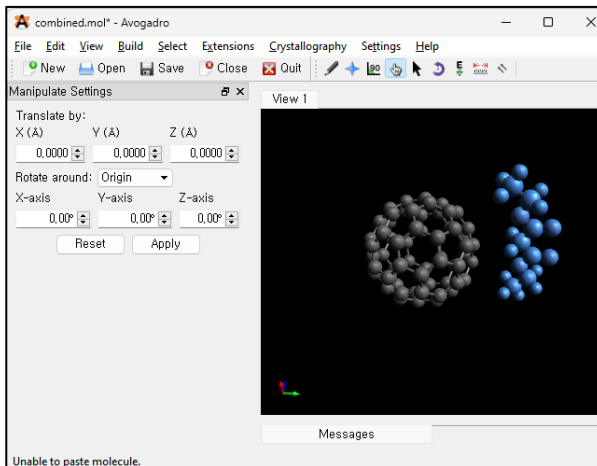 combined.mol* - Avogadro
File Edit View Build Select Extensions Crystallography Settings Help
New Open Save Close Quit 90 E
Manipulate Settings
View 1
Translate by:
X (Å) Y (Å) Z (Å)
0,0000 0,0000 0,0000
Rotate around: Origin
X-axis Y-axis Z-axis
0,00° 0,00° 0,00°
Reset Apply
Messages
Unable to paste molecule.